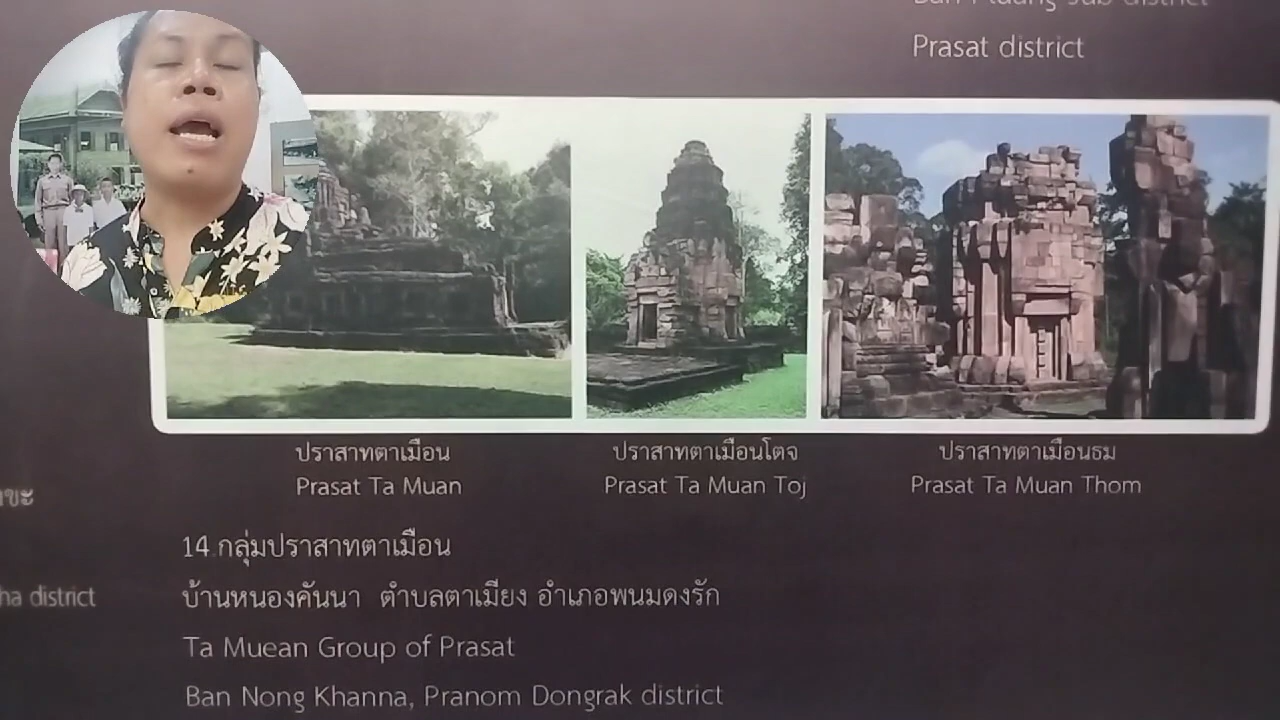 Prasat district
ปราสาทตาเมือน
Prasat Ta Muan
ปราสาทตาเมือนโตจ
Prasat Ta Muan Toj
ปราสาทตาเมือนธม
Prasat Ta Muan Thom
14.กลุ่มปราสาทตาเมือน
บ้านหนองคันนา ตำบลตาเมียง อำเภอพนมดงรัก
district
Ta Muean Group of Prasat
Ban Nong Khanna, Pranom Dongrak district